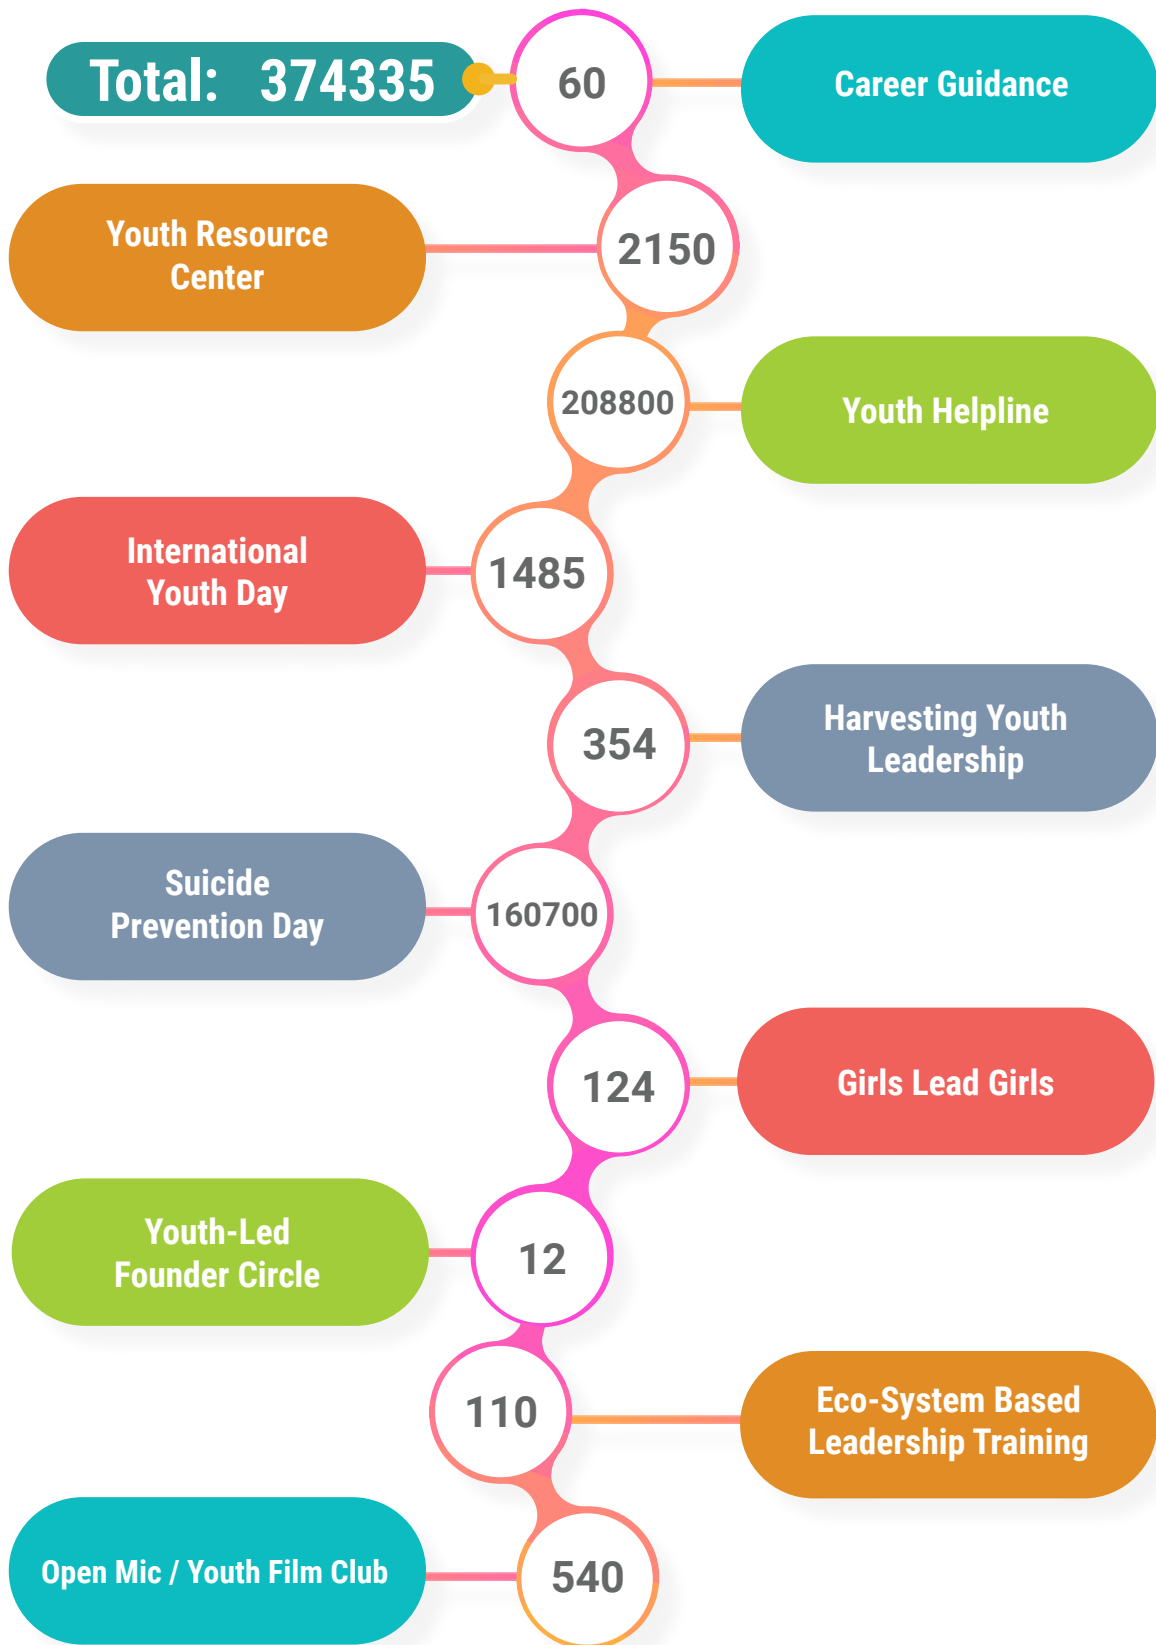 Total: 374335
60
Career Guidance
Youth Resource
Center
2150
208800
Youth Helpline
International
Youth Day
1485
354
Harvesting Youth
Leadership
Suicide
Prevention Day
160700
124
Girls Lead Girls
Youth-Led
Founder Circle
12
110
Eco-System Based
Leadership Training
Open Mic / Youth Film Club
540